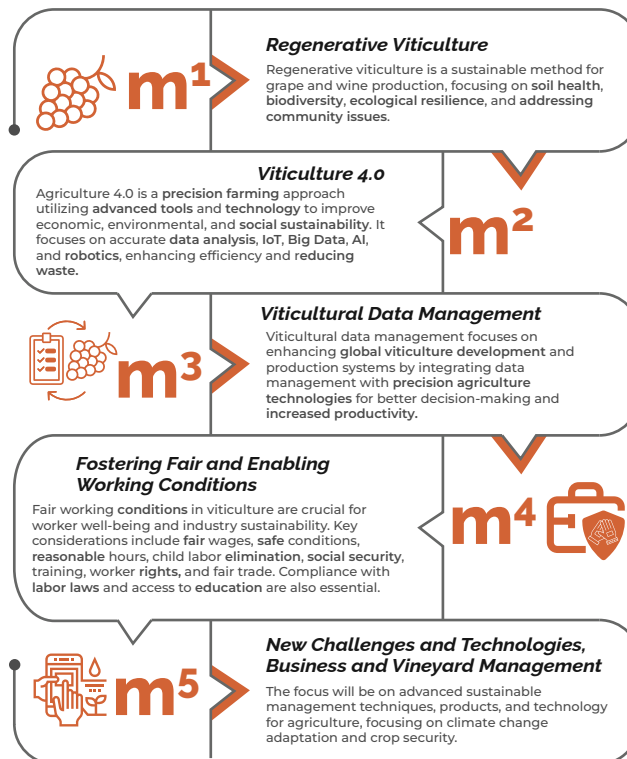 m¹
Regenerative Viticulture
Regenerative viticulture is a sustainable method for
grape and wine production, focusing on soil health,
biodiversity, ecological resilience, and addressing
community issues.
Viticulture 4.0
Agriculture 4.0 is a precision farming approach
utilizing advanced tools and technology to improve
economic, environmental, and social sustainability. It
focuses on accurate data analysis, IoT, Big Data, AI,
and robotics, enhancing efficiency and reducing
waste.
m²
m³
Viticultural Data Management
Viticultural data management focuses on
enhancing global viticulture development and
production systems by integrating data
management with precision agriculture
technologies for better decision-making and
increased productivity.
Fostering Fair and Enabling
Working Conditions
Fair working conditions in viticulture are crucial for
worker well-being and industry sustainability. Key
considerations include fair wages, safe conditions,
reasonable hours, child labor elimination, social security,
training, worker rights, and fair trade. Compliance with
labor laws and access to education are also essential.
m⁴
m⁵
New Challenges and Technologies,
Business and Vineyard Management
The focus will be on advanced sustainable
management techniques, products, and technology
for agriculture, focusing on climate change
adaptation and crop security.